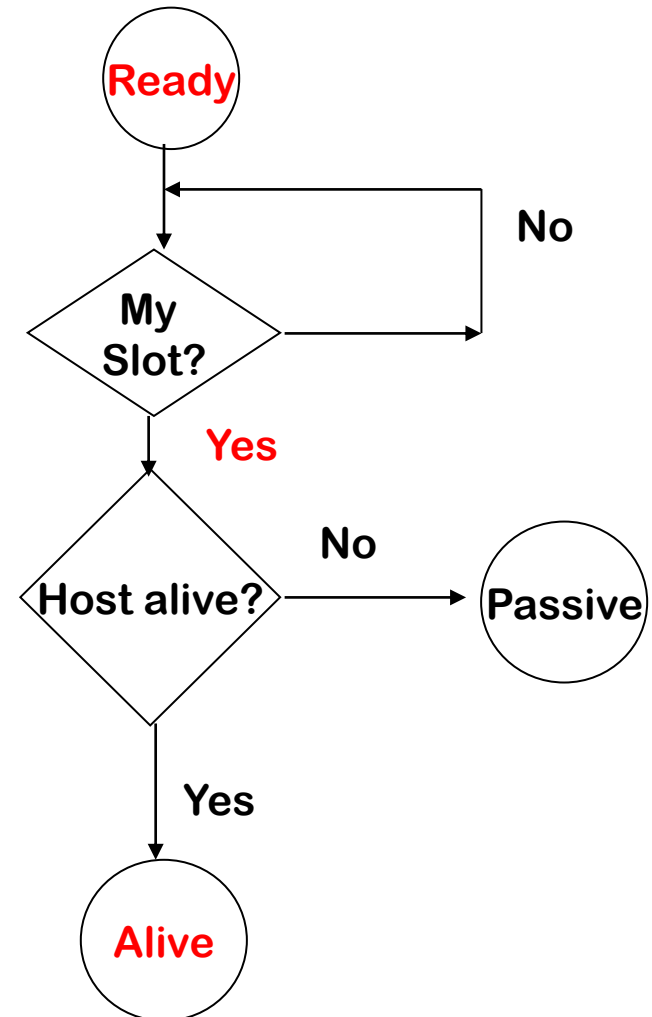 Ready
No
My
Slot?
Yes
No
Host alive?
Passive
Yes
Alive